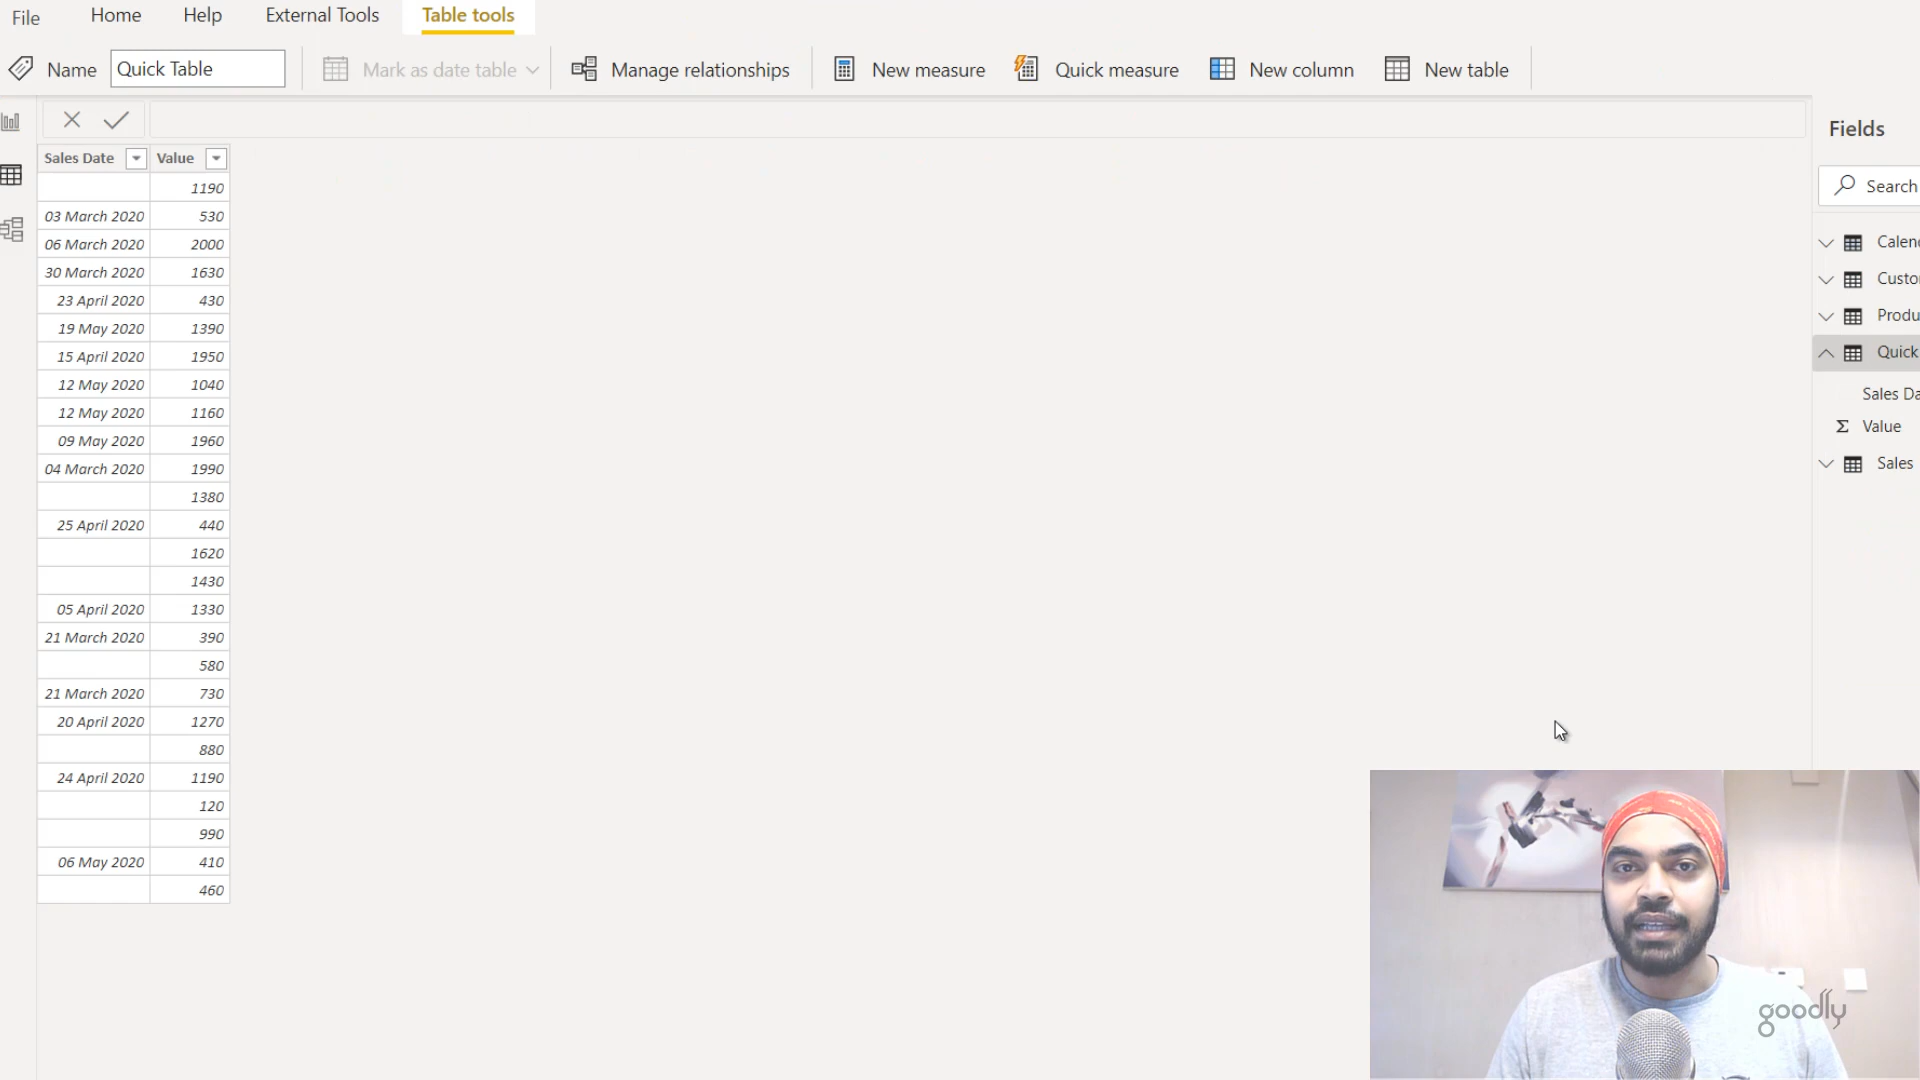 File Home Help External Tools Table tools
Name Quick Table Mark as date table Manage relationships New measure Quick measure New column New table
Fields
Search
Sales Date Value
1190
03 March 2020 530
06 March 2020 2000
30 March 2020 1630
23 April 2020 430
19 May 2020 1390
15 April 2020 1950
12 May 2020 1040
12 May 2020 1160
09 May 2020 1960
04 March 2020 1990
1380
25 April 2020 440
1620
1430
05 April 2020 1330
21 March 2020 390
580
21 March 2020 730
20 April 2020 1270
880
24 April 2020 1190
120
990
06 May 2020 410
460
Calen
Custo
Produ
Quick
Sales Da
Σ Value
Sales
goodly